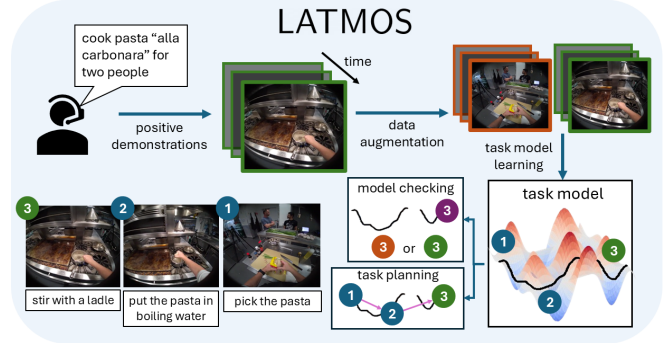 LATMOS
cook pasta “alla
carbonara” for
two people
time
positive
demonstrations
data
augmentation
task model
learning
model checking
3
3 or 3
task planning
1
2
3
task model
1
2
3
3
2
1
stir with a ladle
put the pasta in
boiling water
pick the pasta